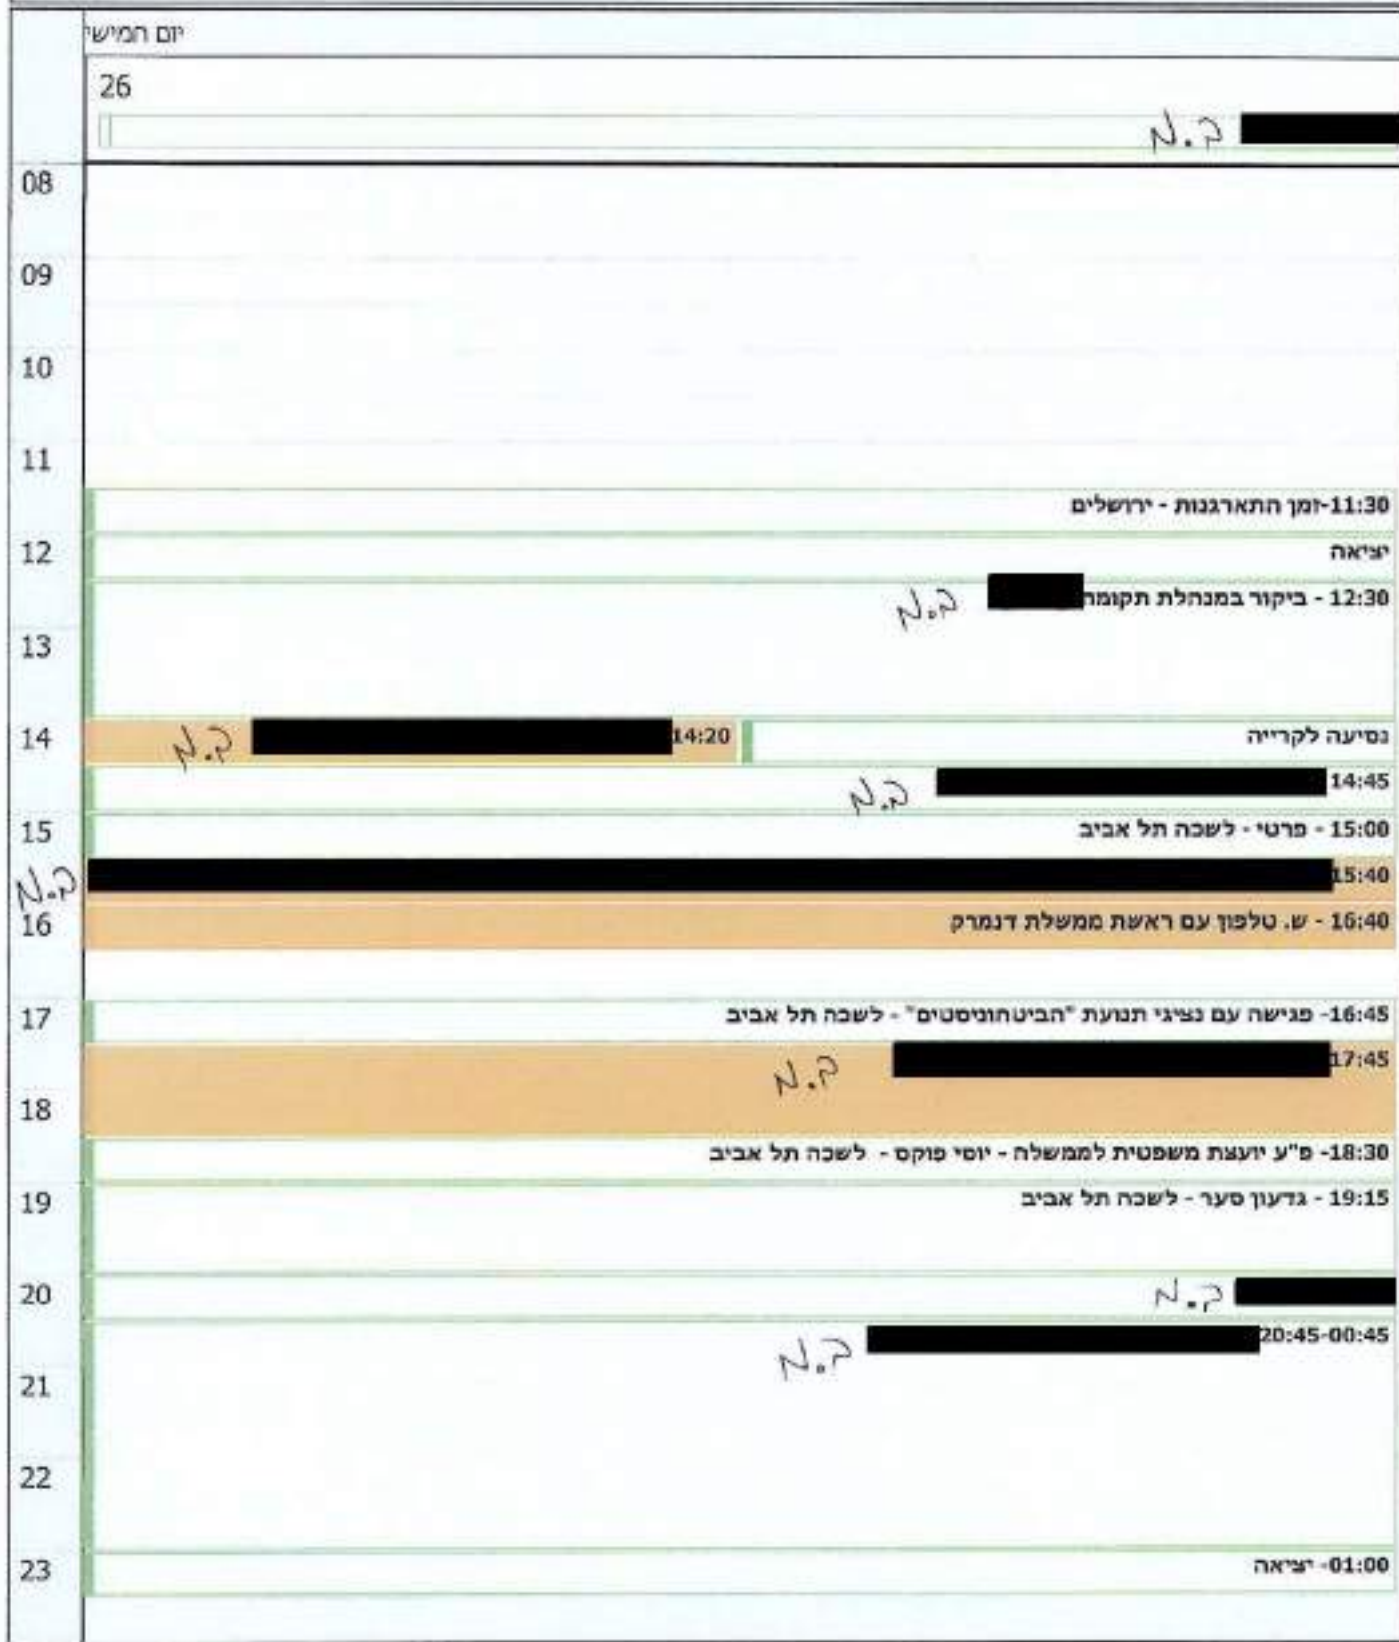 יום חמישי
26
ב.מ
08
09
10
11
11:30-זמן התארגנות - ירושלים
12
יציאה
12:30 - ביקור במנהלת תקומה
ב.מ
13
14
נסיעה לקרייה
14:20
ב.מ
14:45
ב.מ
15
15:00 - פרטי - לשכה תל אביב
15:40
ב.מ
16
16:40 - ש. טלפון עם ראשת ממשלת דנמרק
17
16:45- פגישה עם נציגי תנועת "הביטחוניסטים" - לשכה תל אביב
17:45
ב.מ
18
18:30- פ"ע יועצת משפטית לממשלה - יוסי פוקס - לשכה תל אביב
19
19:15 - גדעון סער - לשכה תל אביב
20
ב.מ
20:45-00:45
ב.מ
21
22
23
01:00- יציאה